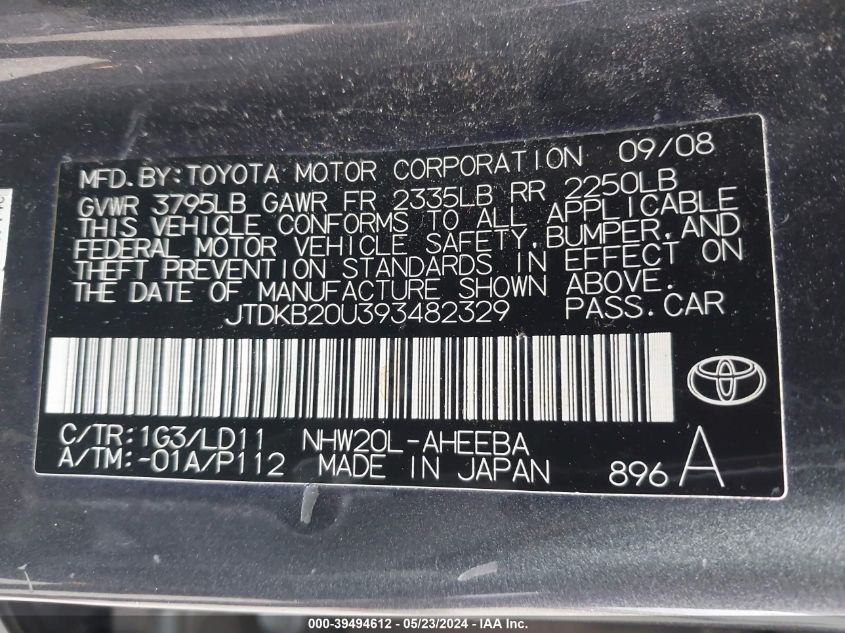 MFD.BY:TOYOTA MOTOR CORPORATION 09/08
GVWR 3795LB GAWR FR 2335LB RR 2250LB
THIS VEHICLE CONFORMS TO ALL APPLICABLE
FEDERAL MOTOR VEHICLE SAFETY,BUMPER,AND
THEFT PREVENTION STANDARDS IN EFFECT ON
THE DATE OF MANUFACTURE SHOWN ABOVE.
JTDKB20U393482329 PASS.CAR
C/TR:1G3/LD11 NHW20L-AHEEBA
A/TM:-01A/P112 MADE IN JAPAN 896 A
000-39494612 - 05/23/2024 - IAA, Inc.